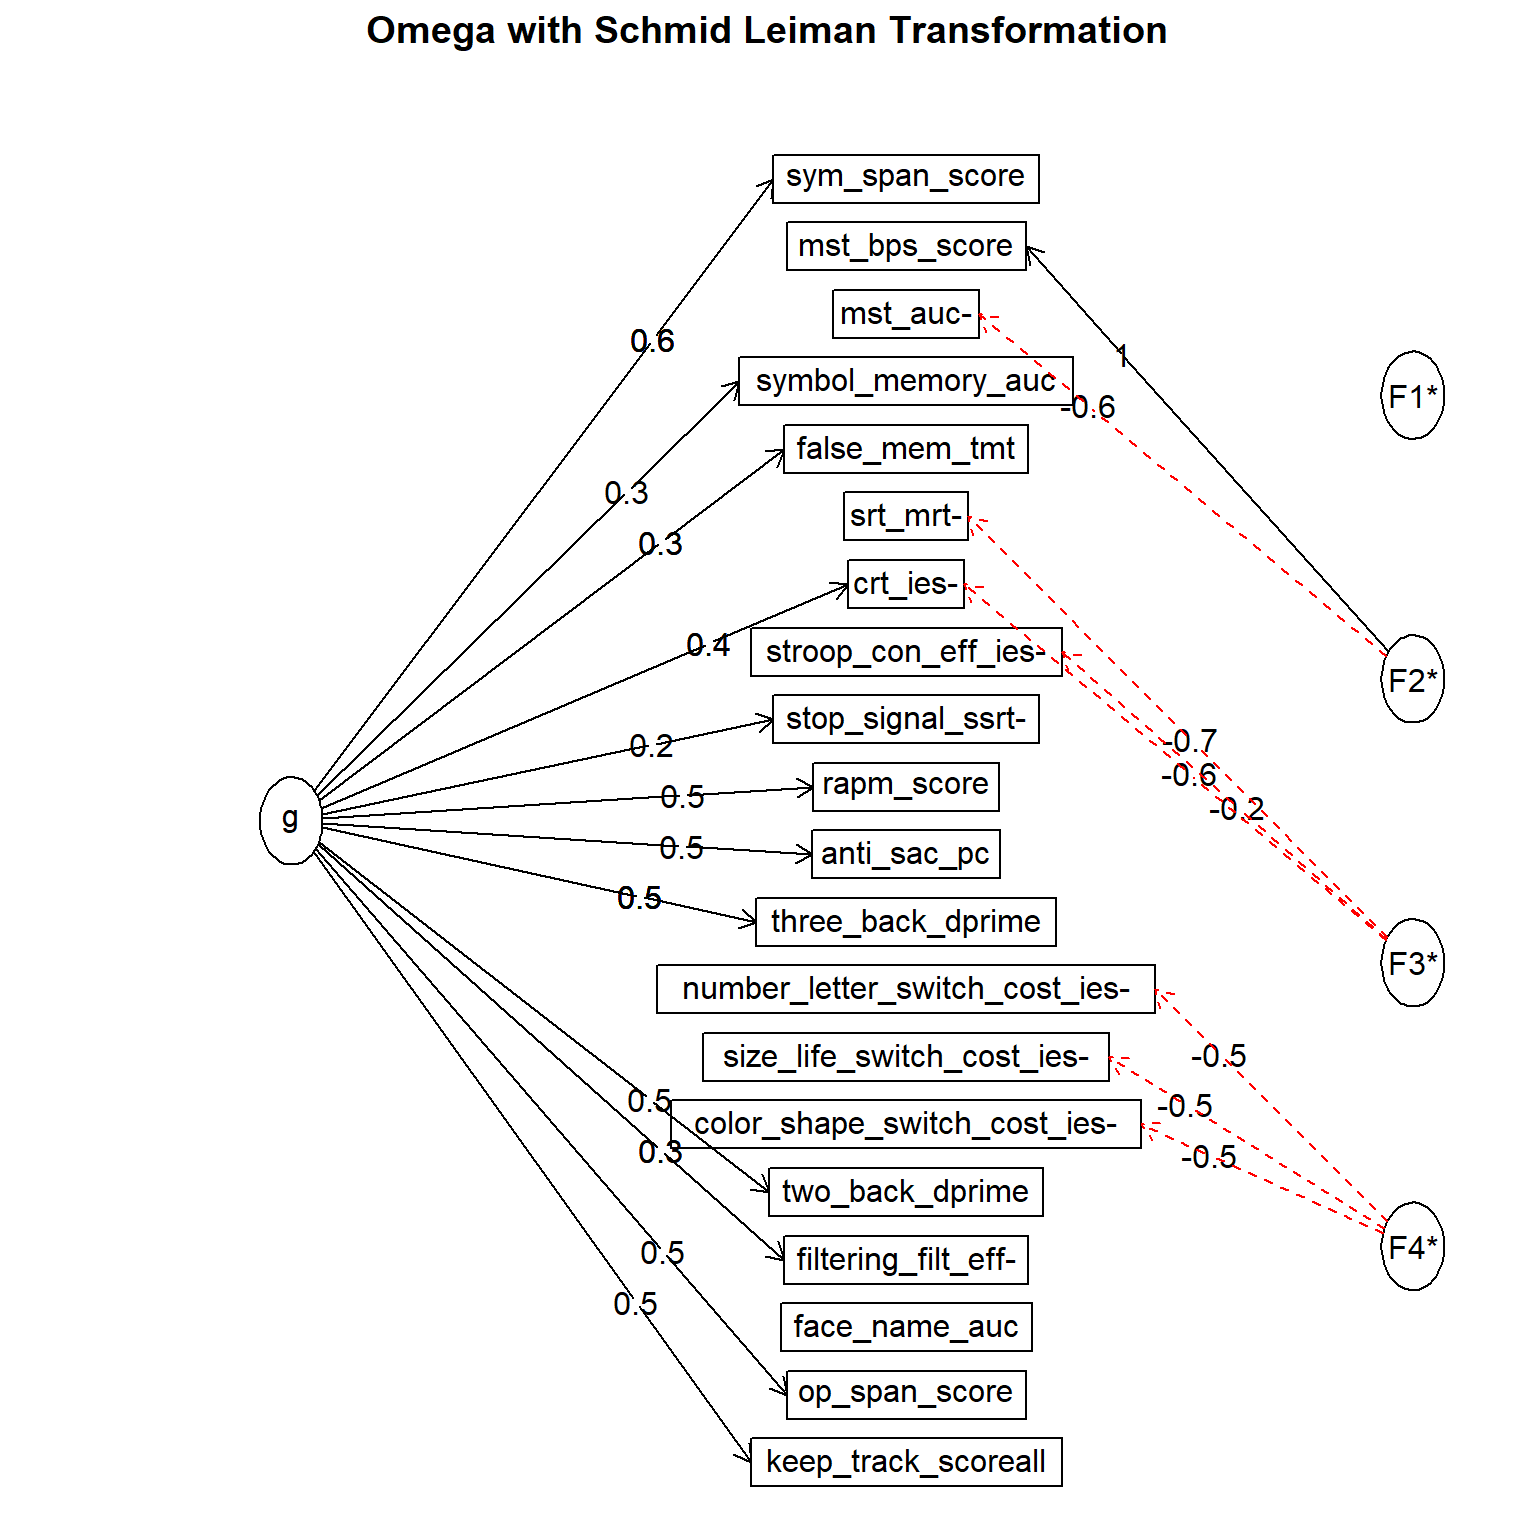 Omega with Schmid Leiman Transformation
sym_span_score
mst_bps_score
mst_auc-
0.6
1
symbol_memory_auc
F1*
-0.6
false_mem_tmt
0.3
srt_mrt-
0.3
crt_ies-
0.4
stroop_con_eff_ies-
F2*
stop_signal_ssrt-
0.2
-0.7
-0.6
rapm_score
0.5
-0.2
g
0.5
anti_sac_pc
0.5
three_back_dprime
F3*
number_letter_switch_cost_ies-
size_life_switch_cost_ies-
-0.5
0.5
-0.5
color_shape_switch_cost_ies-
0.3
-0.5
two_back_dprime
0.5
filtering_filt_eff-
F4*
0.5
face_name_auc
op_span_score
keep_track_scoreall